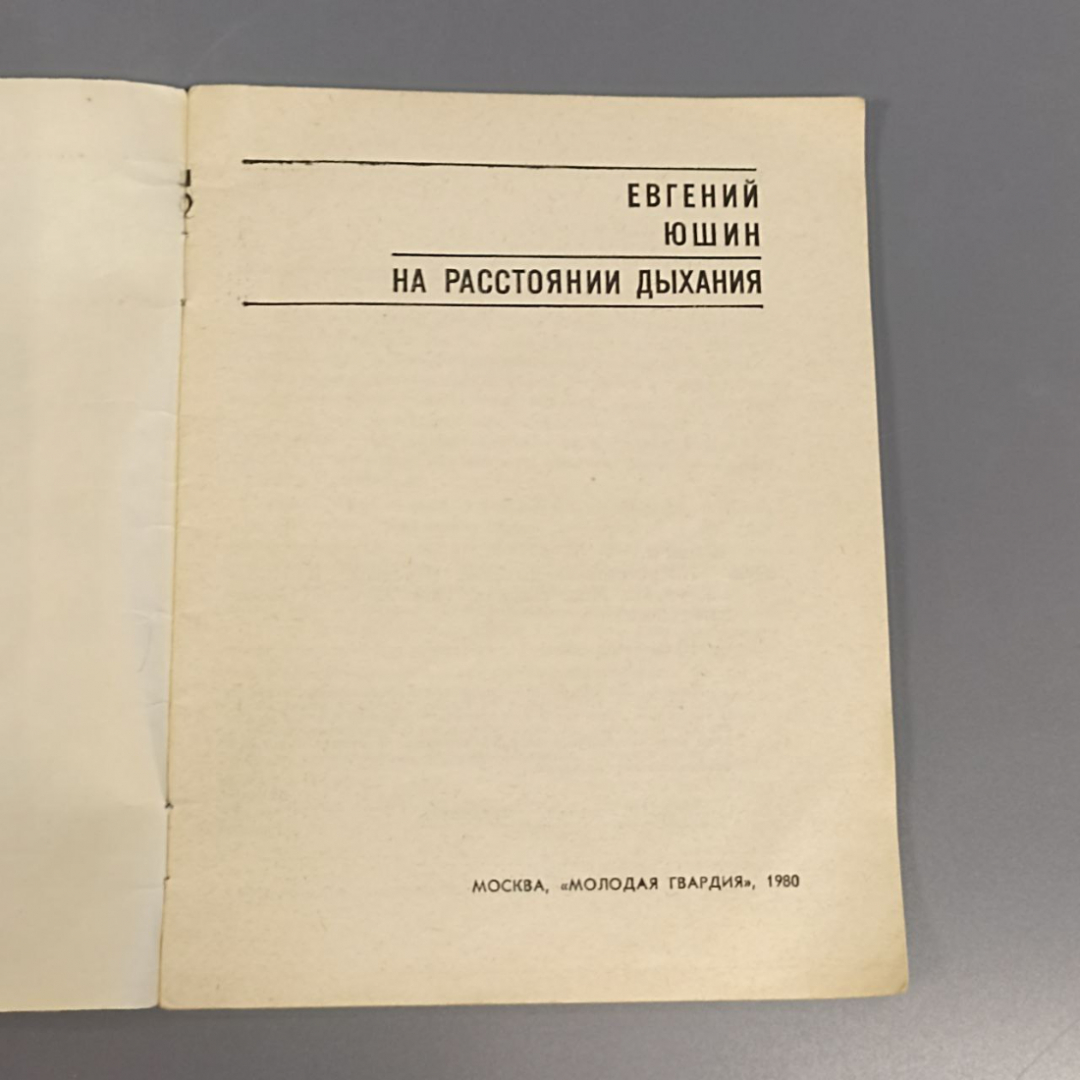 ЕВГЕНИЙ
ЮШИН
НА РАССТОЯНИИ ДЫХАНИЯ
МОСКВА, «МОЛОДАЯ ГВАРДИЯ», 1980